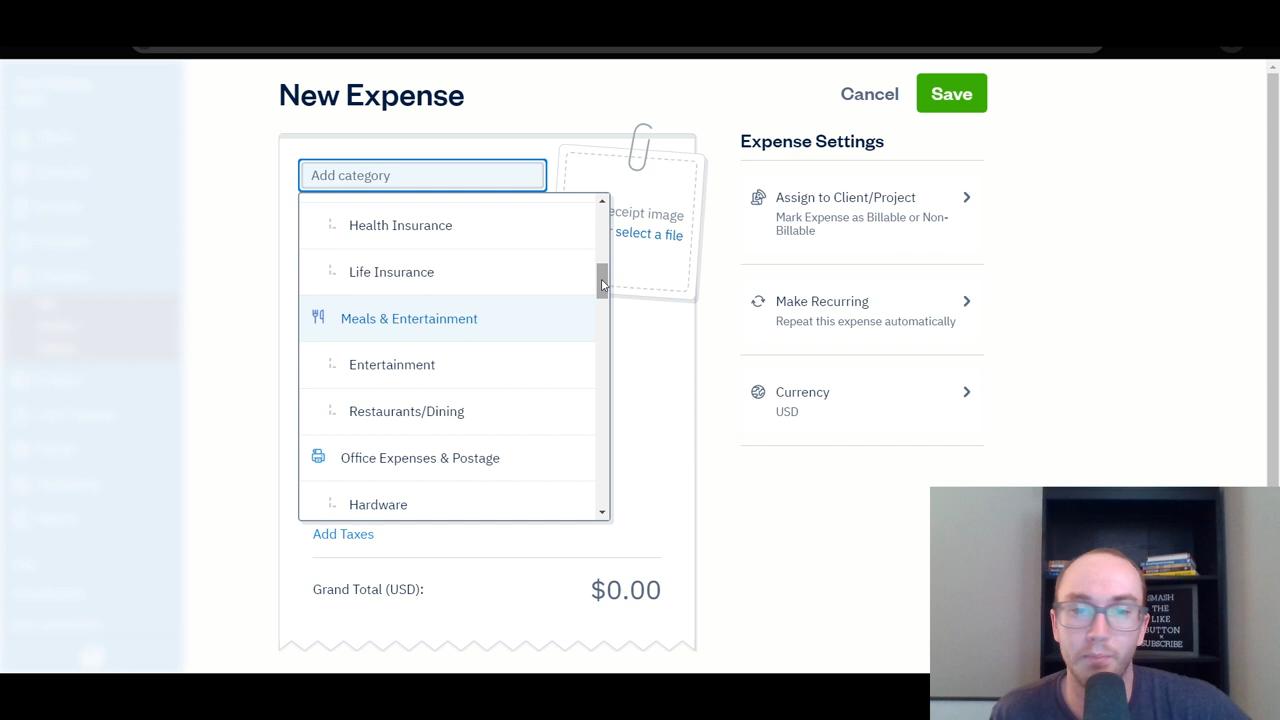 New Expense
Cancel
Save
Add category
Health Insurance
Life Insurance
Meals & Entertainment
Entertainment
Restaurants/Dining
Office Expenses & Postage
Hardware
eceipt image
select a file
Add Taxes
Grand Total (USD):
$0.00
Expense Settings
Assign to Client/Project
Mark Expense as Billable or Non-
Billable
Make Recurring
Repeat this expense automatically
Currency
USD
SMASH
THE
LIKE
BUTTON
SUBSCRIBE